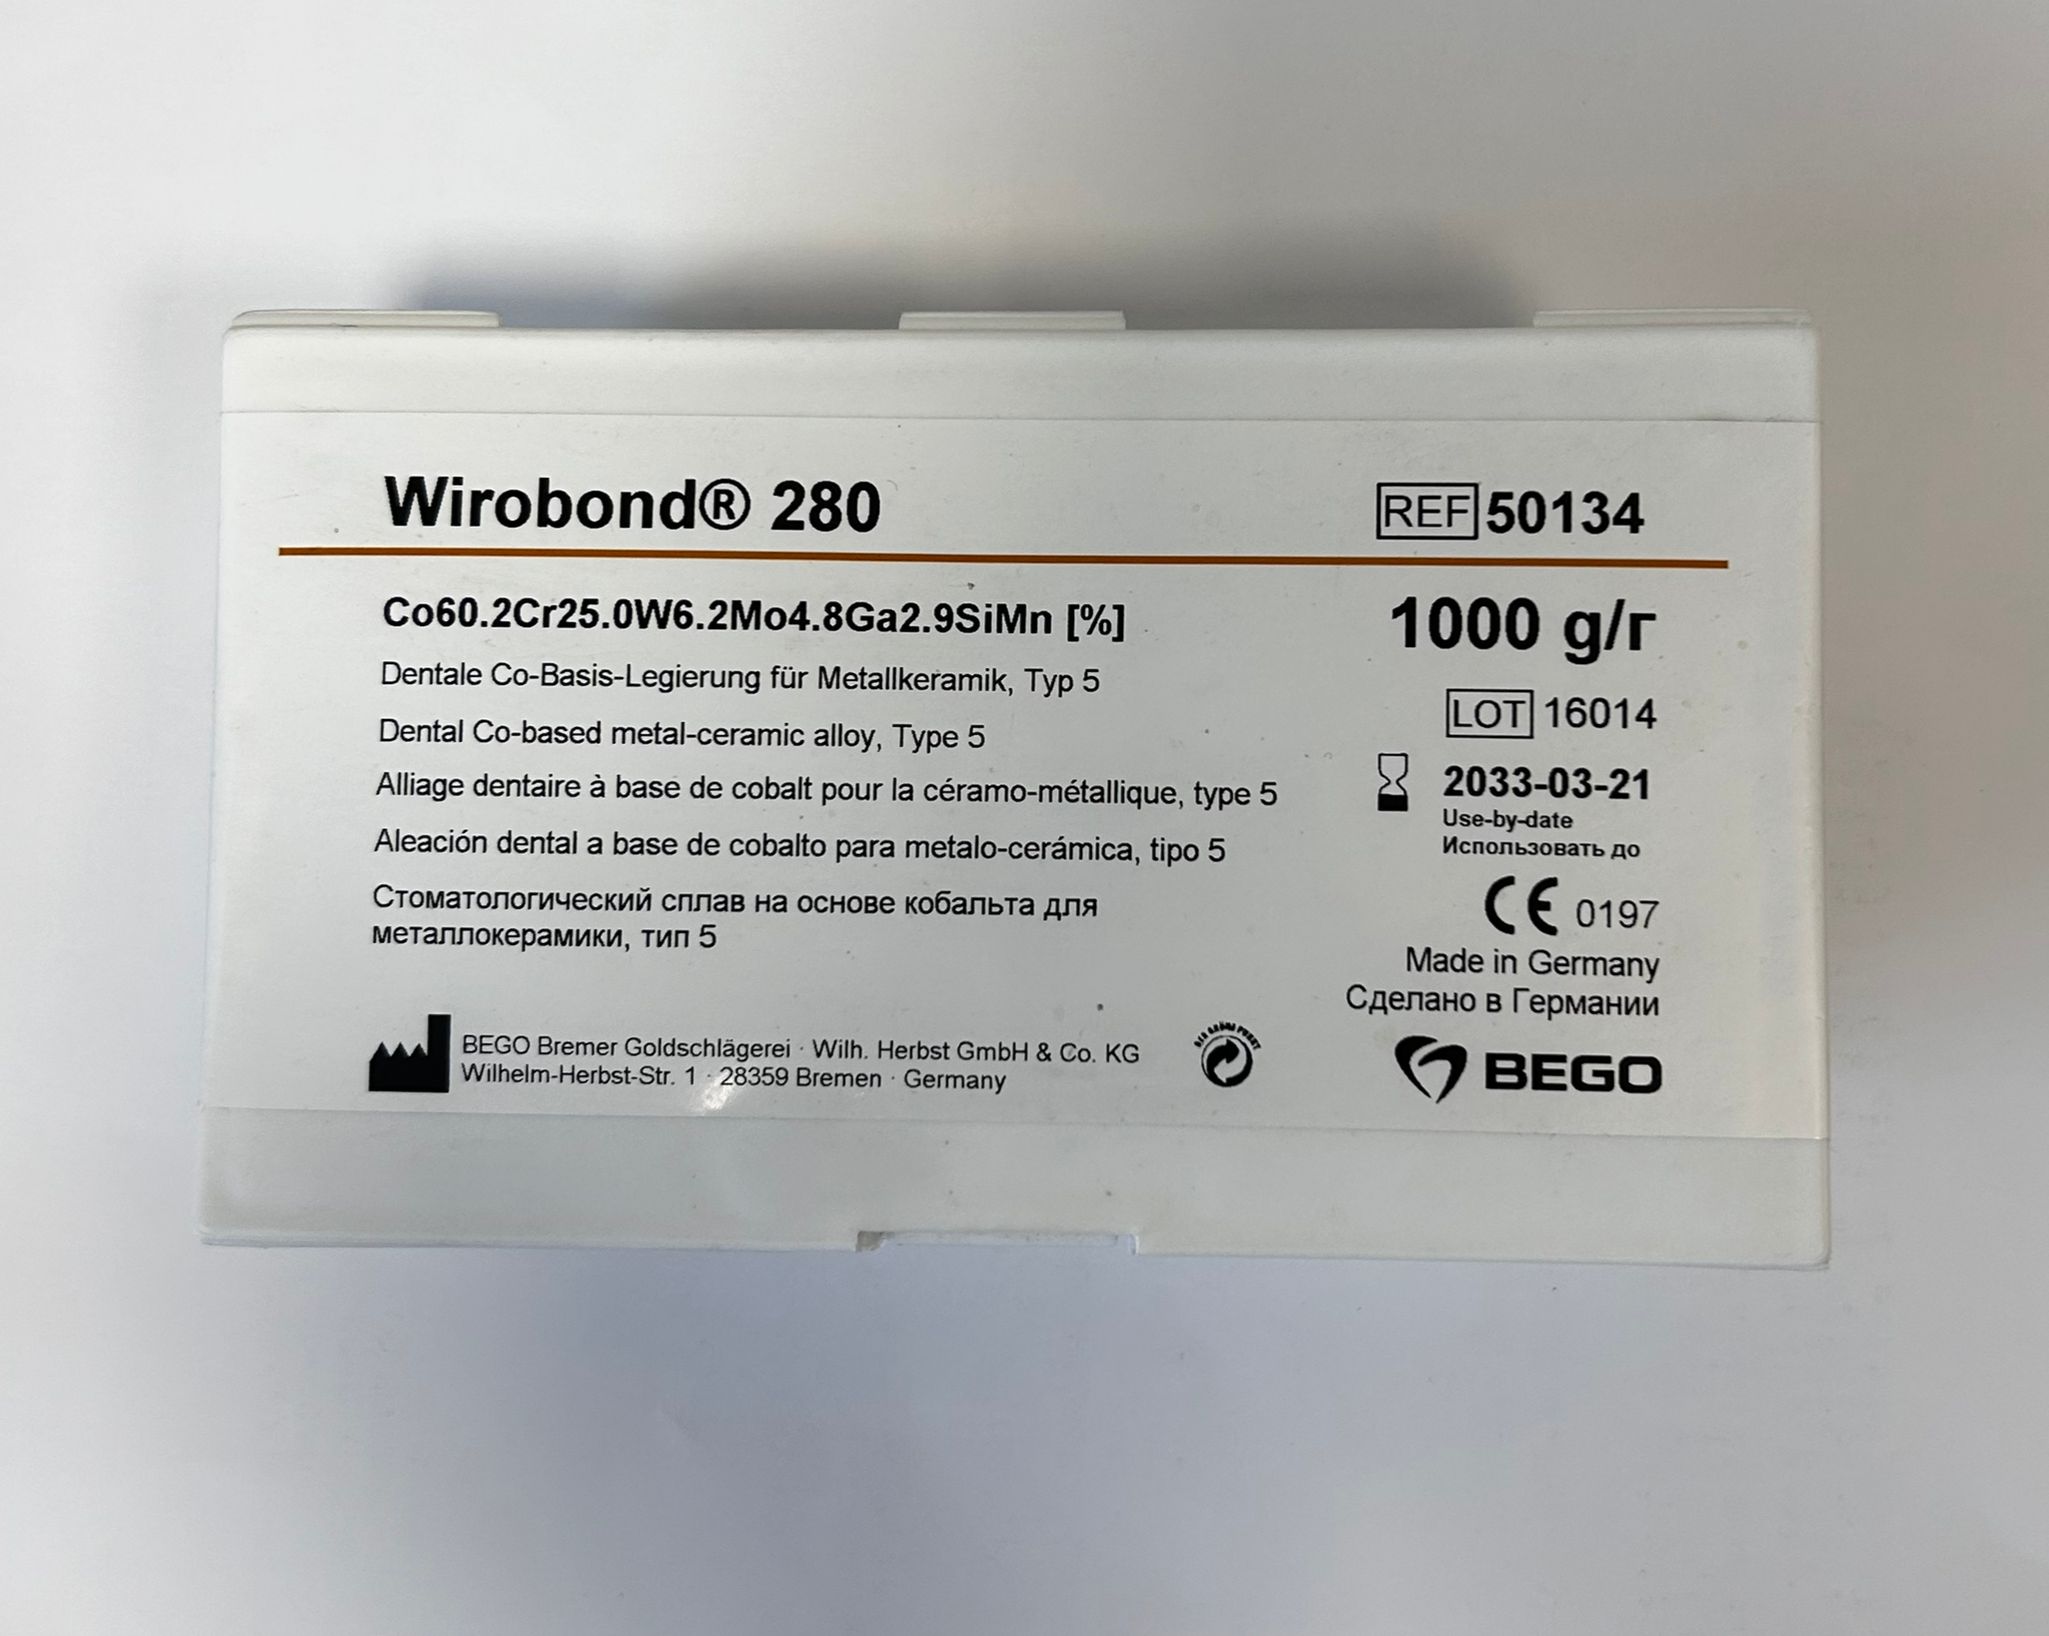 Wirobond® 280
REF 50134
Co60.2Cr25.0W6.2Mo4.8Ga2.9SiMn [%]
1000 g/г
Dentale Co-Basis-Legierung für Metallkeramik, Typ 5
LOT 16014
Dental Co-based metal-ceramic alloy, Type 5
2033-03-21
Use-by-date
Использовать до
Alliage dentaire à base de cobalt pour la céramo-métallique, type 5
Aleación dental a base de cobalto para metalo-cerámica, tipo 5
Стоматологический сплав на основе кобальта для
металлокерамики, тип 5
CE 0197
Made in Germany
Сделано в Германии
BEGO Bremer Goldschlägerei · Wilh. Herbst GmbH & Co. KG
Wilhelm-Herbst-Str. 1 · 28359 Bremen · Germany
DER GRÜNE PUNKT
BEGO